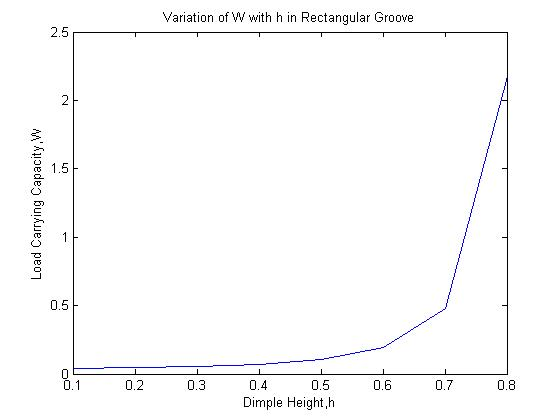 Variation of W with h in Rectangular Groove
2.5
2
1.5
1
0.5
0
Load Carrying Capacity,W
0.1 0.2 0.3 0.4 0.5 0.6 0.7 0.8
Dimple Height,h